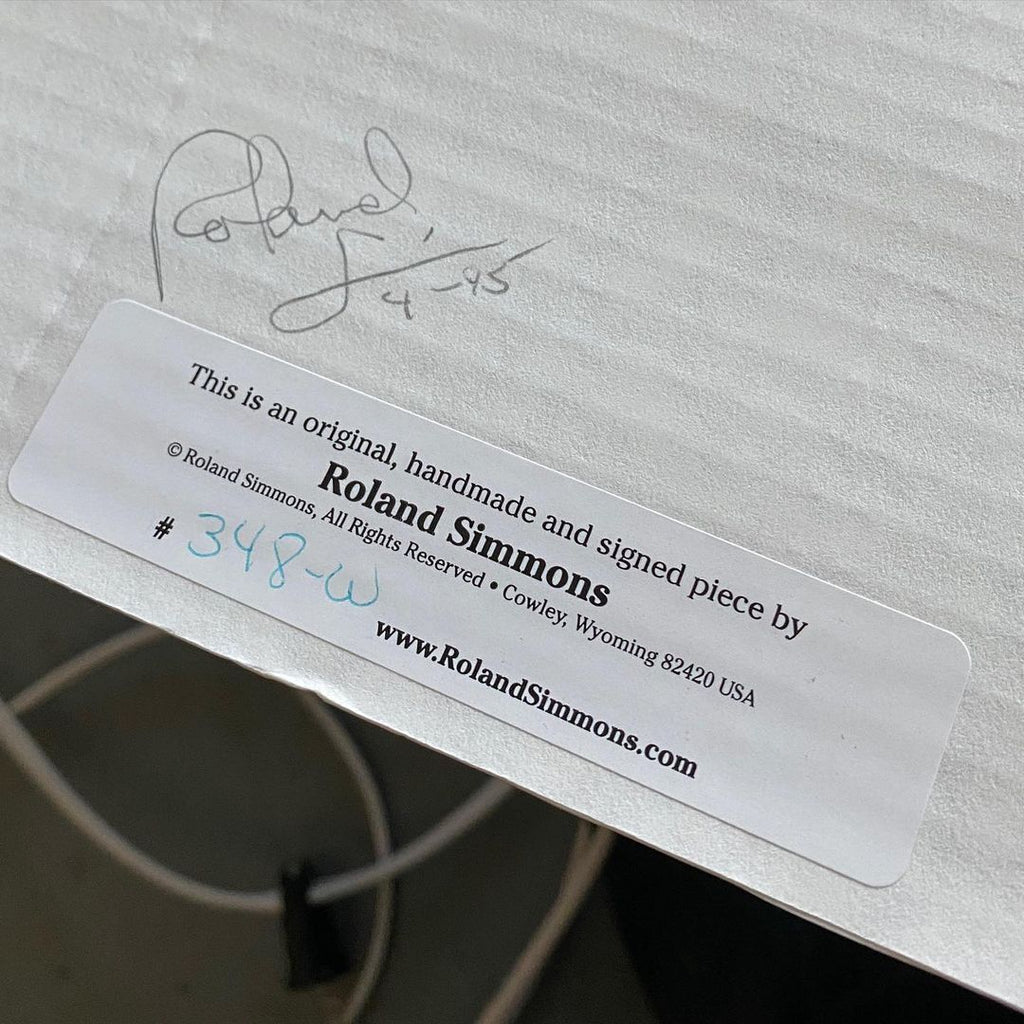 Roland
4-95
This is an original, handmade and signed piece by
Roland Simmons
© Roland Simmons, All Rights Reserved • Cowley, Wyoming 82420 USA
# 348-W
www.RolandSimmons.com